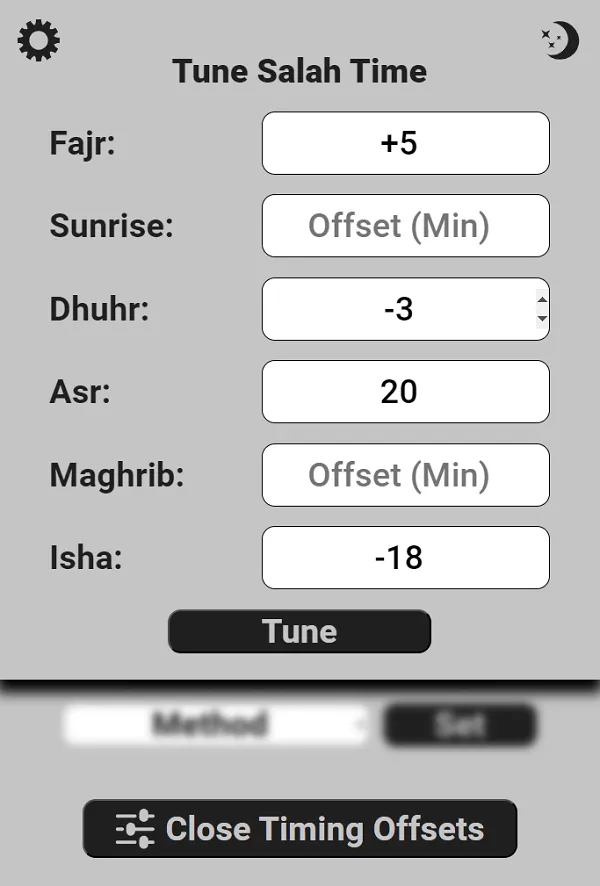 Tune Salah Time
Fajr: +5
Sunrise: Offset (Min)
Dhuhr: -3
Asr: 20
Maghrib: Offset (Min)
Isha: -18
Tune
Method Set
Close Timing Offsets